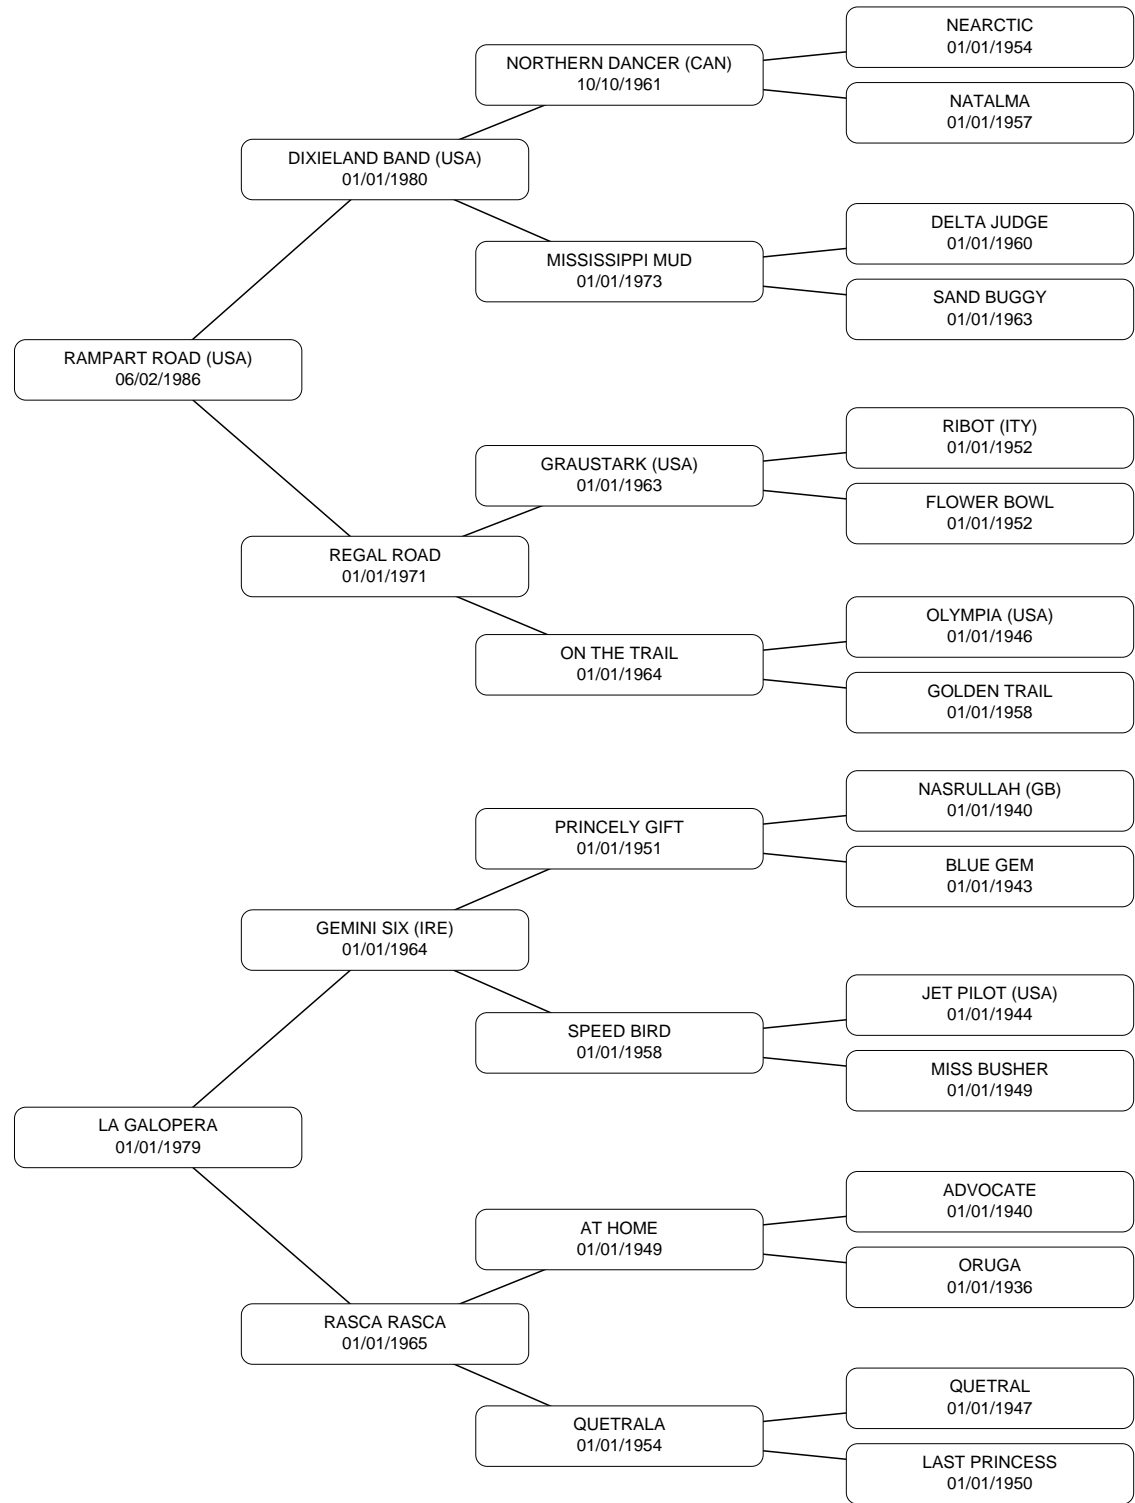 NEARCTIC
01/01/1954
NORTHERN DANCER (CAN)
10/10/1961
NATALMA
01/01/1957
DIXIELAND BAND (USA)
01/01/1980
DELTA JUDGE
01/01/1960
MISSISSIPPI MUD
01/01/1973
SAND BUGGY
01/01/1963
RAMPART ROAD (USA)
06/02/1986
RIBOT (ITY)
01/01/1952
GRAUSTARK (USA)
01/01/1963
FLOWER BOWL
01/01/1952
REGAL ROAD
01/01/1971
OLYMPIA (USA)
01/01/1946
ON THE TRAIL
01/01/1964
GOLDEN TRAIL
01/01/1958
NASRULLAH (GB)
01/01/1940
PRINCELY GIFT
01/01/1951
BLUE GEM
01/01/1943
GEMINI SIX (IRE)
01/01/1964
JET PILOT (USA)
01/01/1944
SPEED BIRD
01/01/1958
MISS BUSHER
01/01/1949
LA GALOPERA
01/01/1979
ADVOCATE
01/01/1940
AT HOME
01/01/1949
ORUGA
01/01/1936
RASCA RASCA
01/01/1965
QUETRAL
01/01/1947
QUETRALA
01/01/1954
LAST PRINCESS
01/01/1950